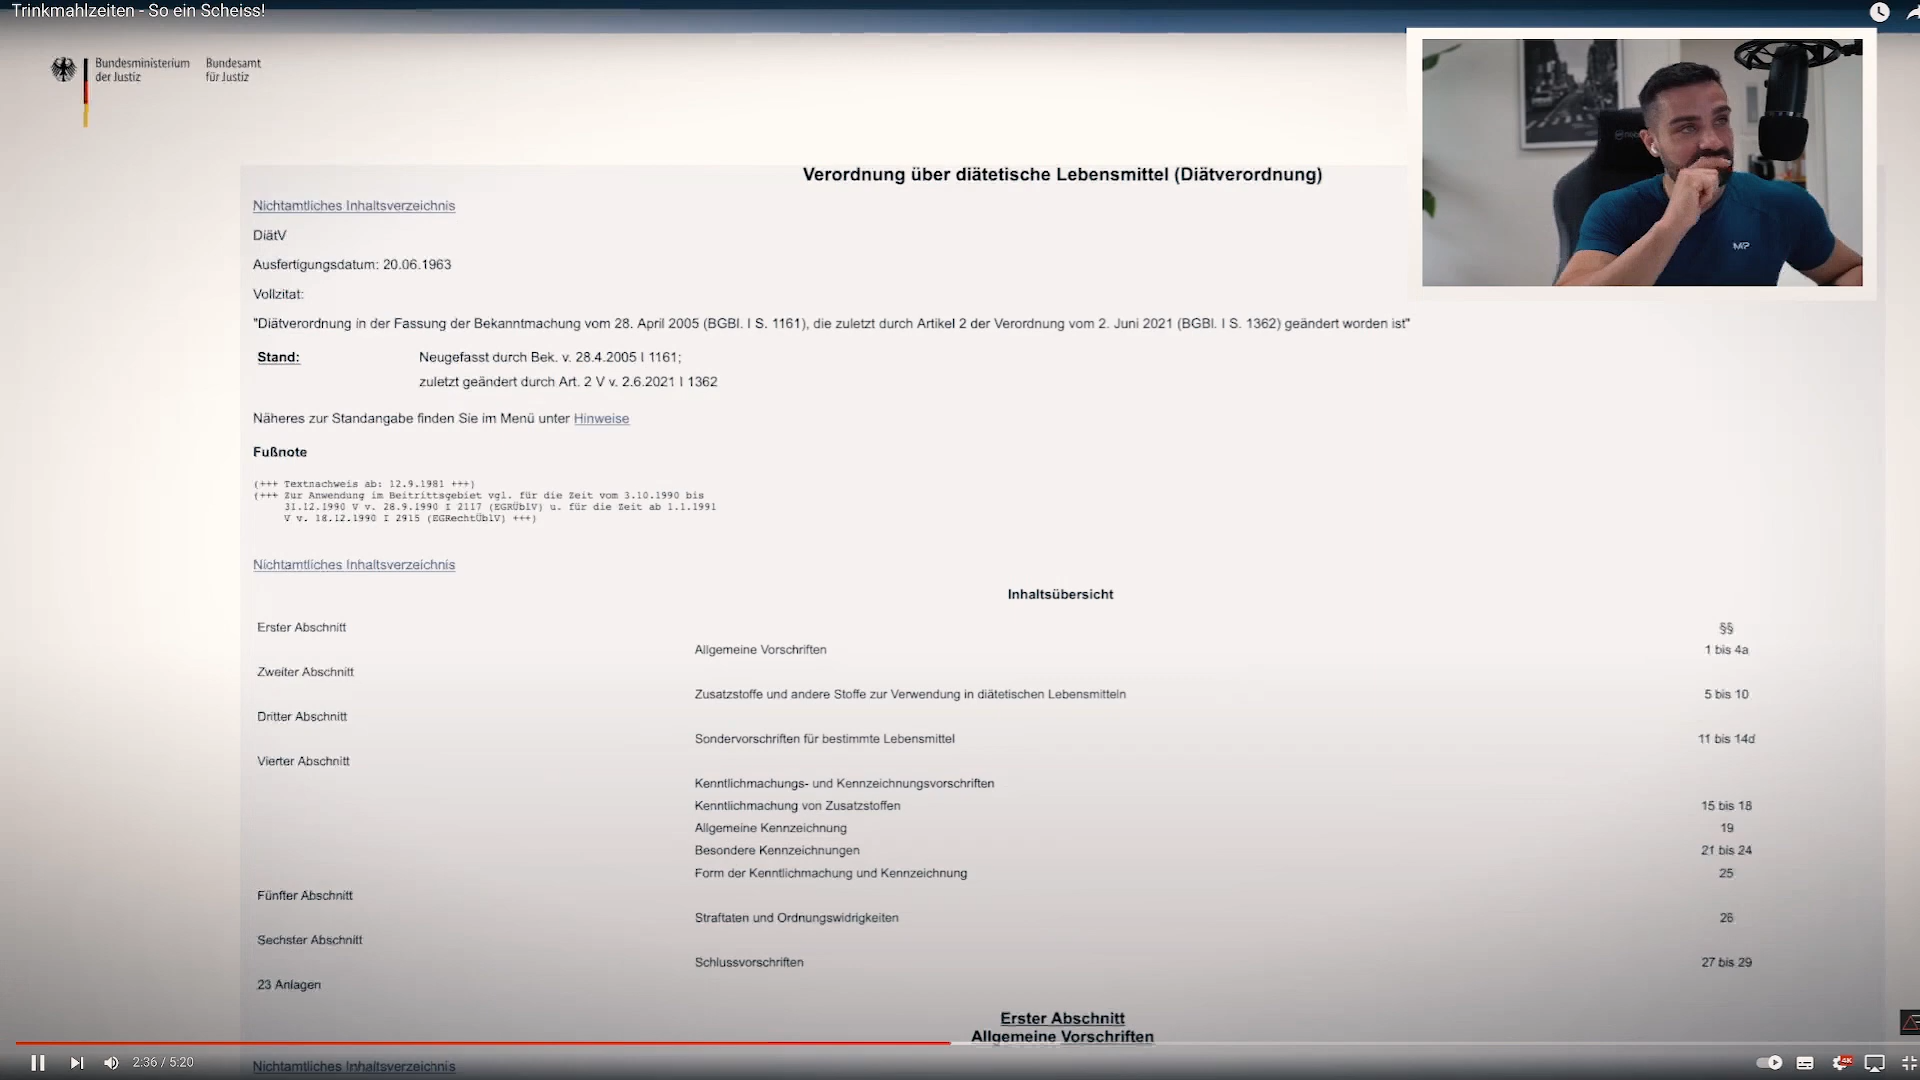 Trinkmahlzeiten - So ein Scheiss!
Bundesministerium der Justiz
Bundesamt für Justiz
Verordnung über diätetische Lebensmittel (Diätverordnung)
Nichtamtliches Inhaltsverzeichnis
DiätV
Ausfertigungsdatum: 20.06.1963
Vollzitat:
"Diätverordnung in der Fassung der Bekanntmachung vom 28. April 2005 (BGBl. I S. 1161), die zuletzt durch Artikel 2 der Verordnung vom 2. Juni 2021 (BGBl. I S. 1362) geändert worden ist"
Stand: Neugefasst durch Bek. v. 28.4.2005 I 1161;
zuletzt geändert durch Art. 2 V v. 2.6.2021 I 1362
Näheres zur Standangabe finden Sie im Menü unter Hinweise
Fußnote
(+++ Textnachweis ab: 12.9.1981 +++)
(+++ Zur Anwendung im Beitrittsgebiet vgl. für die Zeit vom 3.10.1990 bis
31.12.1990 V v. 28.9.1990 I 2117 (EGRÜblV) u. für die Zeit ab 1.1.1991
V v. 18.12.1990 I 2915 (EGRechtÜblV) +++)
Nichtamtliches Inhaltsverzeichnis
Inhaltsübersicht
Erster Abschnitt §§
Allgemeine Vorschriften 1 bis 4a
Zweiter Abschnitt
Zusatzstoffe und andere Stoffe zur Verwendung in diätetischen Lebensmitteln 5 bis 10
Dritter Abschnitt
Sondervorschriften für bestimmte Lebensmittel 11 bis 14d
Vierter Abschnitt
Kenntlichmachungs- und Kennzeichnungsvorschriften
Kenntlichmachung von Zusatzstoffen 15 bis 18
Allgemeine Kennzeichnung 19
Besondere Kennzeichnungen 21 bis 24
Form der Kenntlichmachung und Kennzeichnung 25
Fünfter Abschnitt
Straftaten und Ordnungswidrigkeiten 26
Sechster Abschnitt
Schlussvorschriften 27 bis 29
23 Anlagen
Erster Abschnitt
Allgemeine Vorschriften
2:36 / 5:20
4K
Nichtamtliches Inhaltsverzeichnis
MP